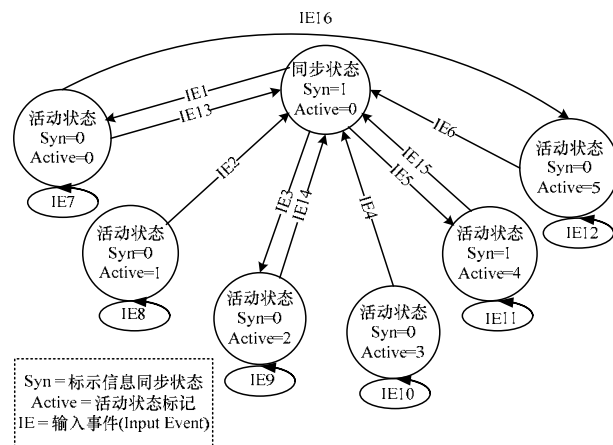 IE16
同步状态
Syn=1
Active=0
IE1
IE13
活动状态
Syn=0
Active=0
IE7
IE2
活动状态
Syn=0
Active=1
IE8
IE3
IE14
活动状态
Syn=0
Active=2
IE9
IE4
活动状态
Syn=0
Active=3
IE10
IE5
IE15
活动状态
Syn=1
Active=4
IE11
IE6
活动状态
Syn=0
Active=5
IE12
Syn=标示信息同步状态
Active=活动状态标记
IE=输入事件(Input Event)